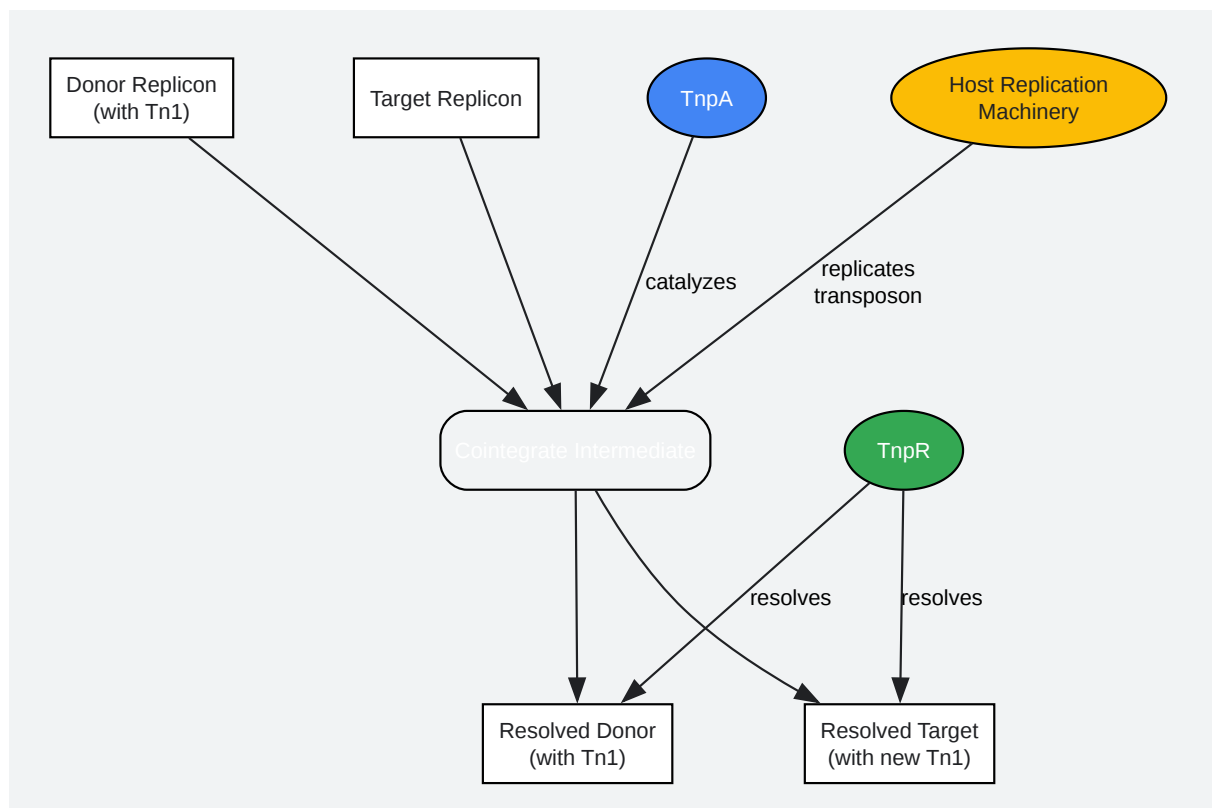 Donor Replicon
(with Tn1)
Target Replicon
TnpA
Host Replication
Machinery
catalyzes
replicates
transposon
Cointegrate Intermediate
TnpR
resolves
resolves
Resolved Donor
(with Tn1)
Resolved Target
(with new Tn1)